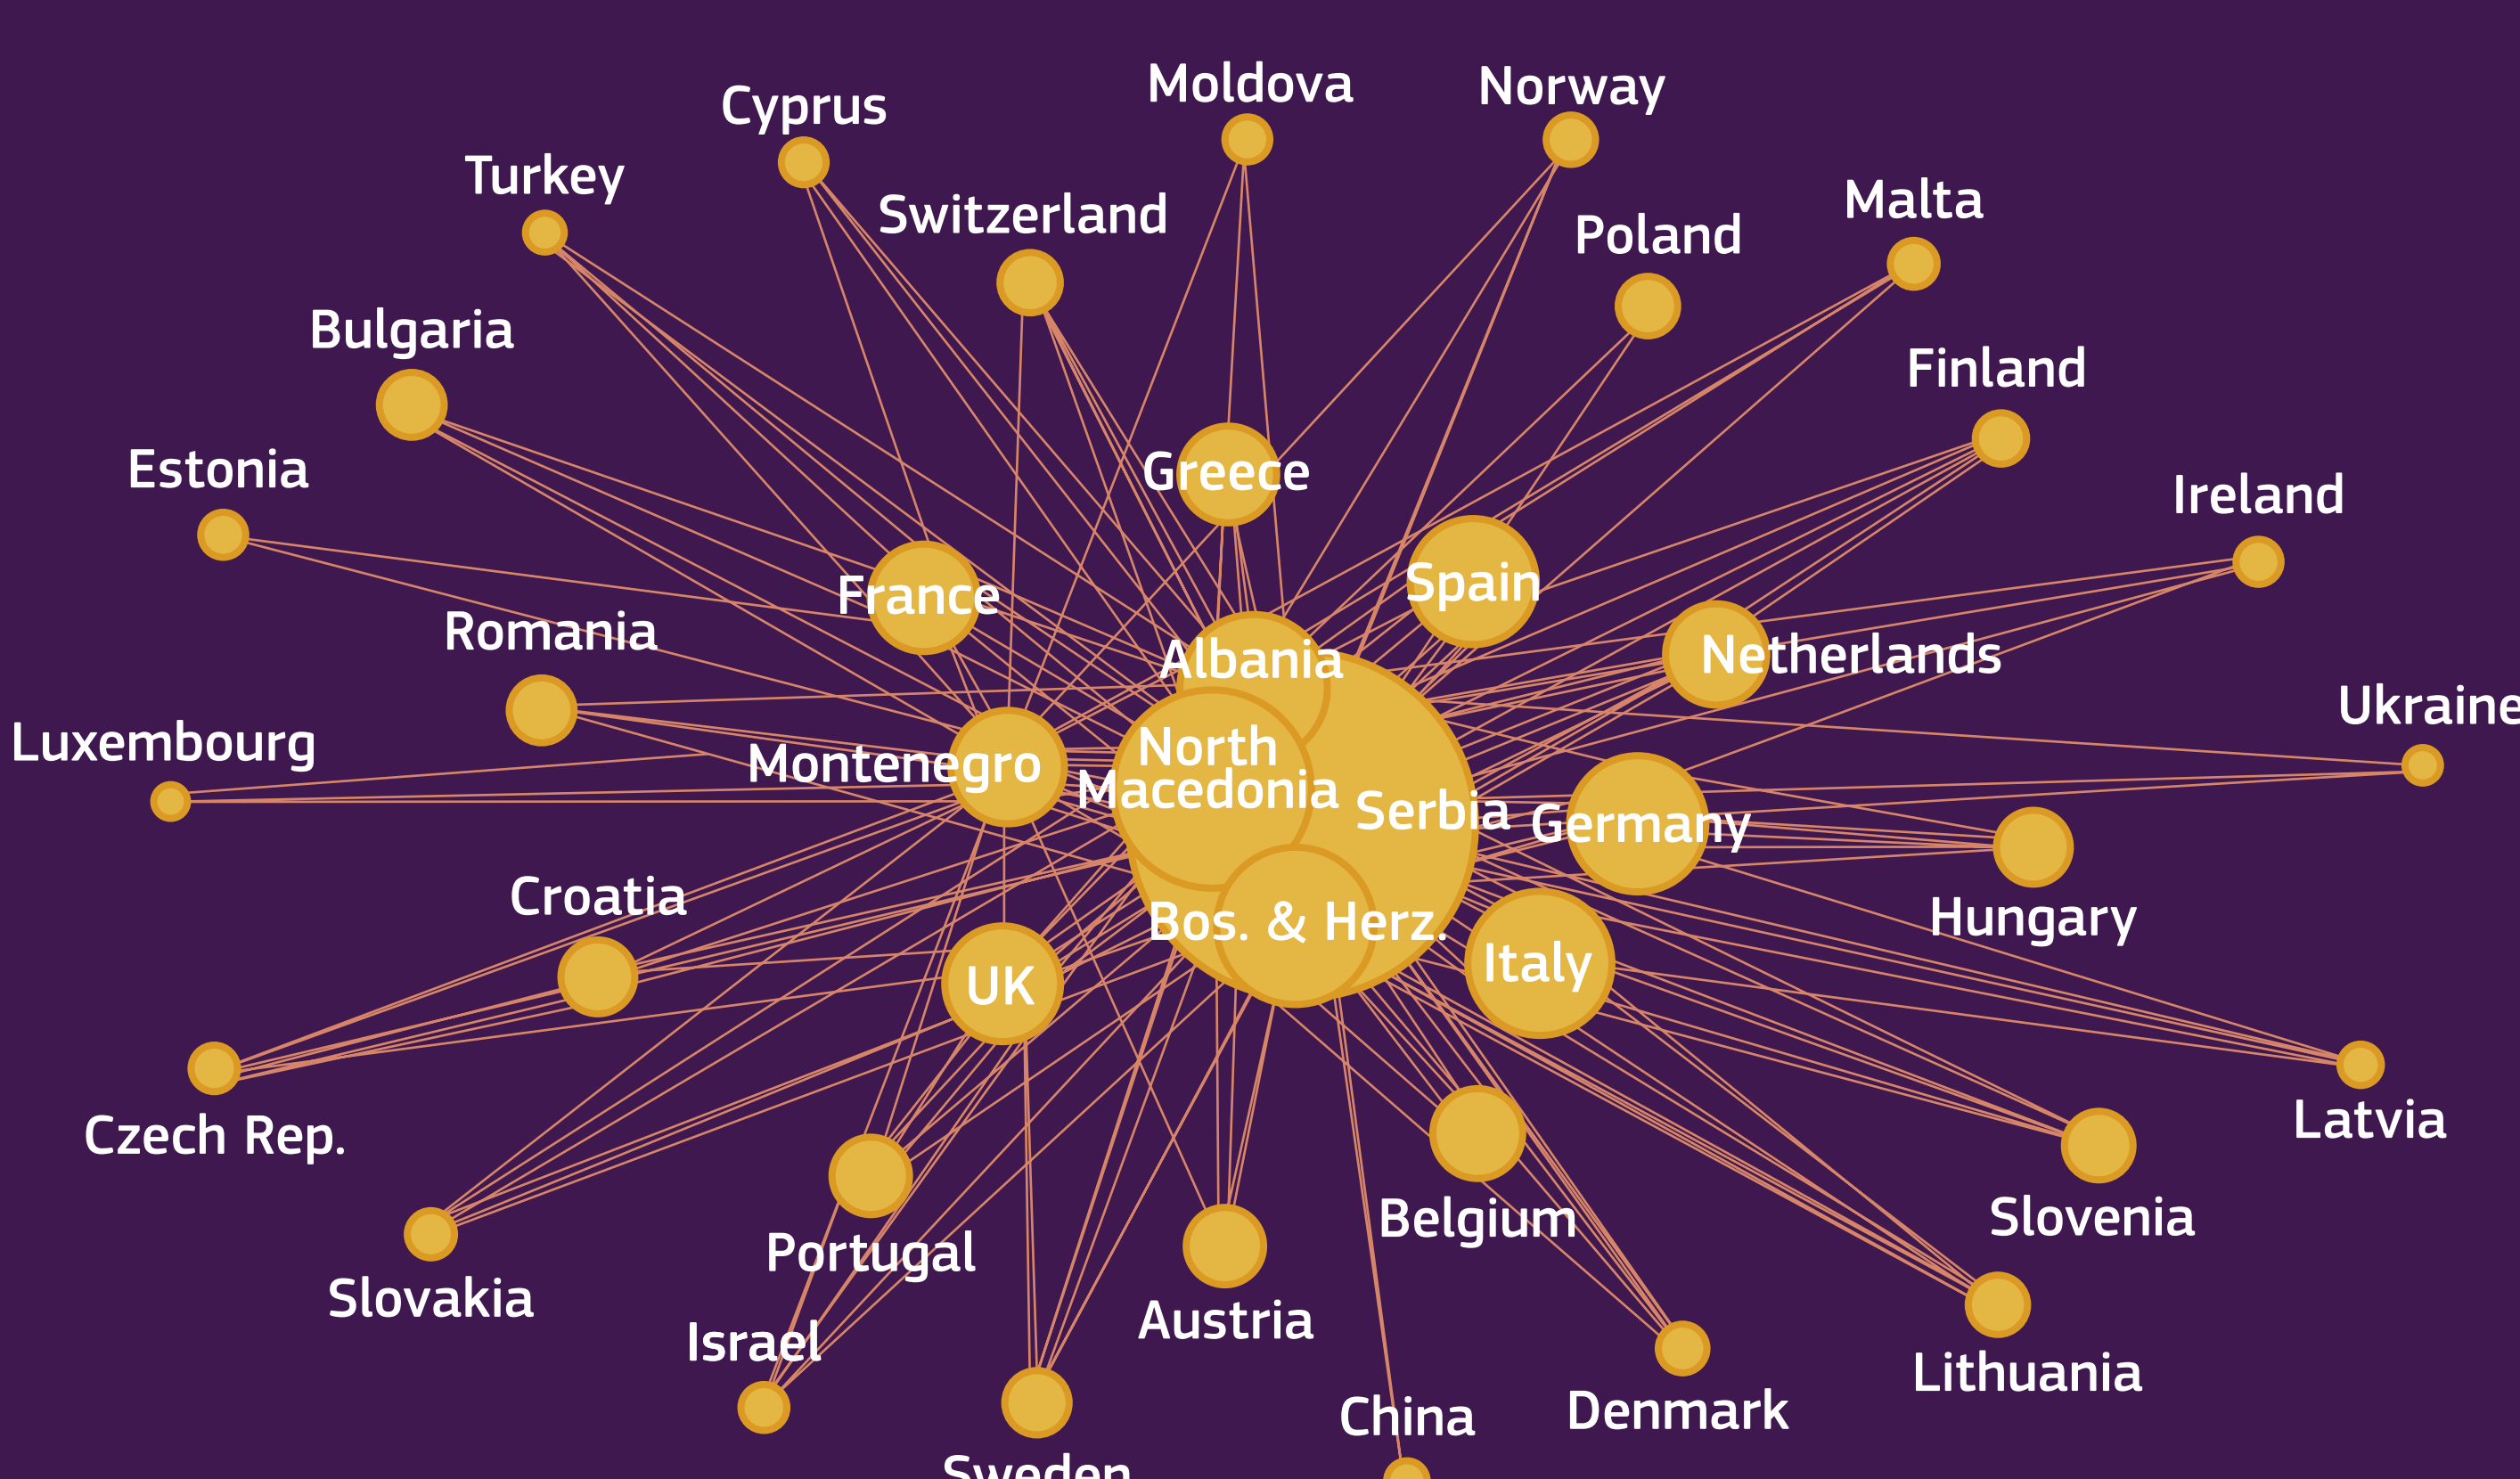 Moldova
Norway
Cyprus
Turkey
Switzerland
Malta
Poland
Bulgaria
Finland
Estonia
Greece
Ireland
France
Spain
Romania
Albania
Netherlands
Ukraine
Luxembourg
Montenegro
North
Macedonia
Serbia
Germany
Croatia
Bos. & Herz.
Hungary
UK
Italy
Czech Rep.
Latvia
Belgium
Slovenia
Portugal
Slovakia
Austria
Israel
Lithuania
China
Denmark
Sweden